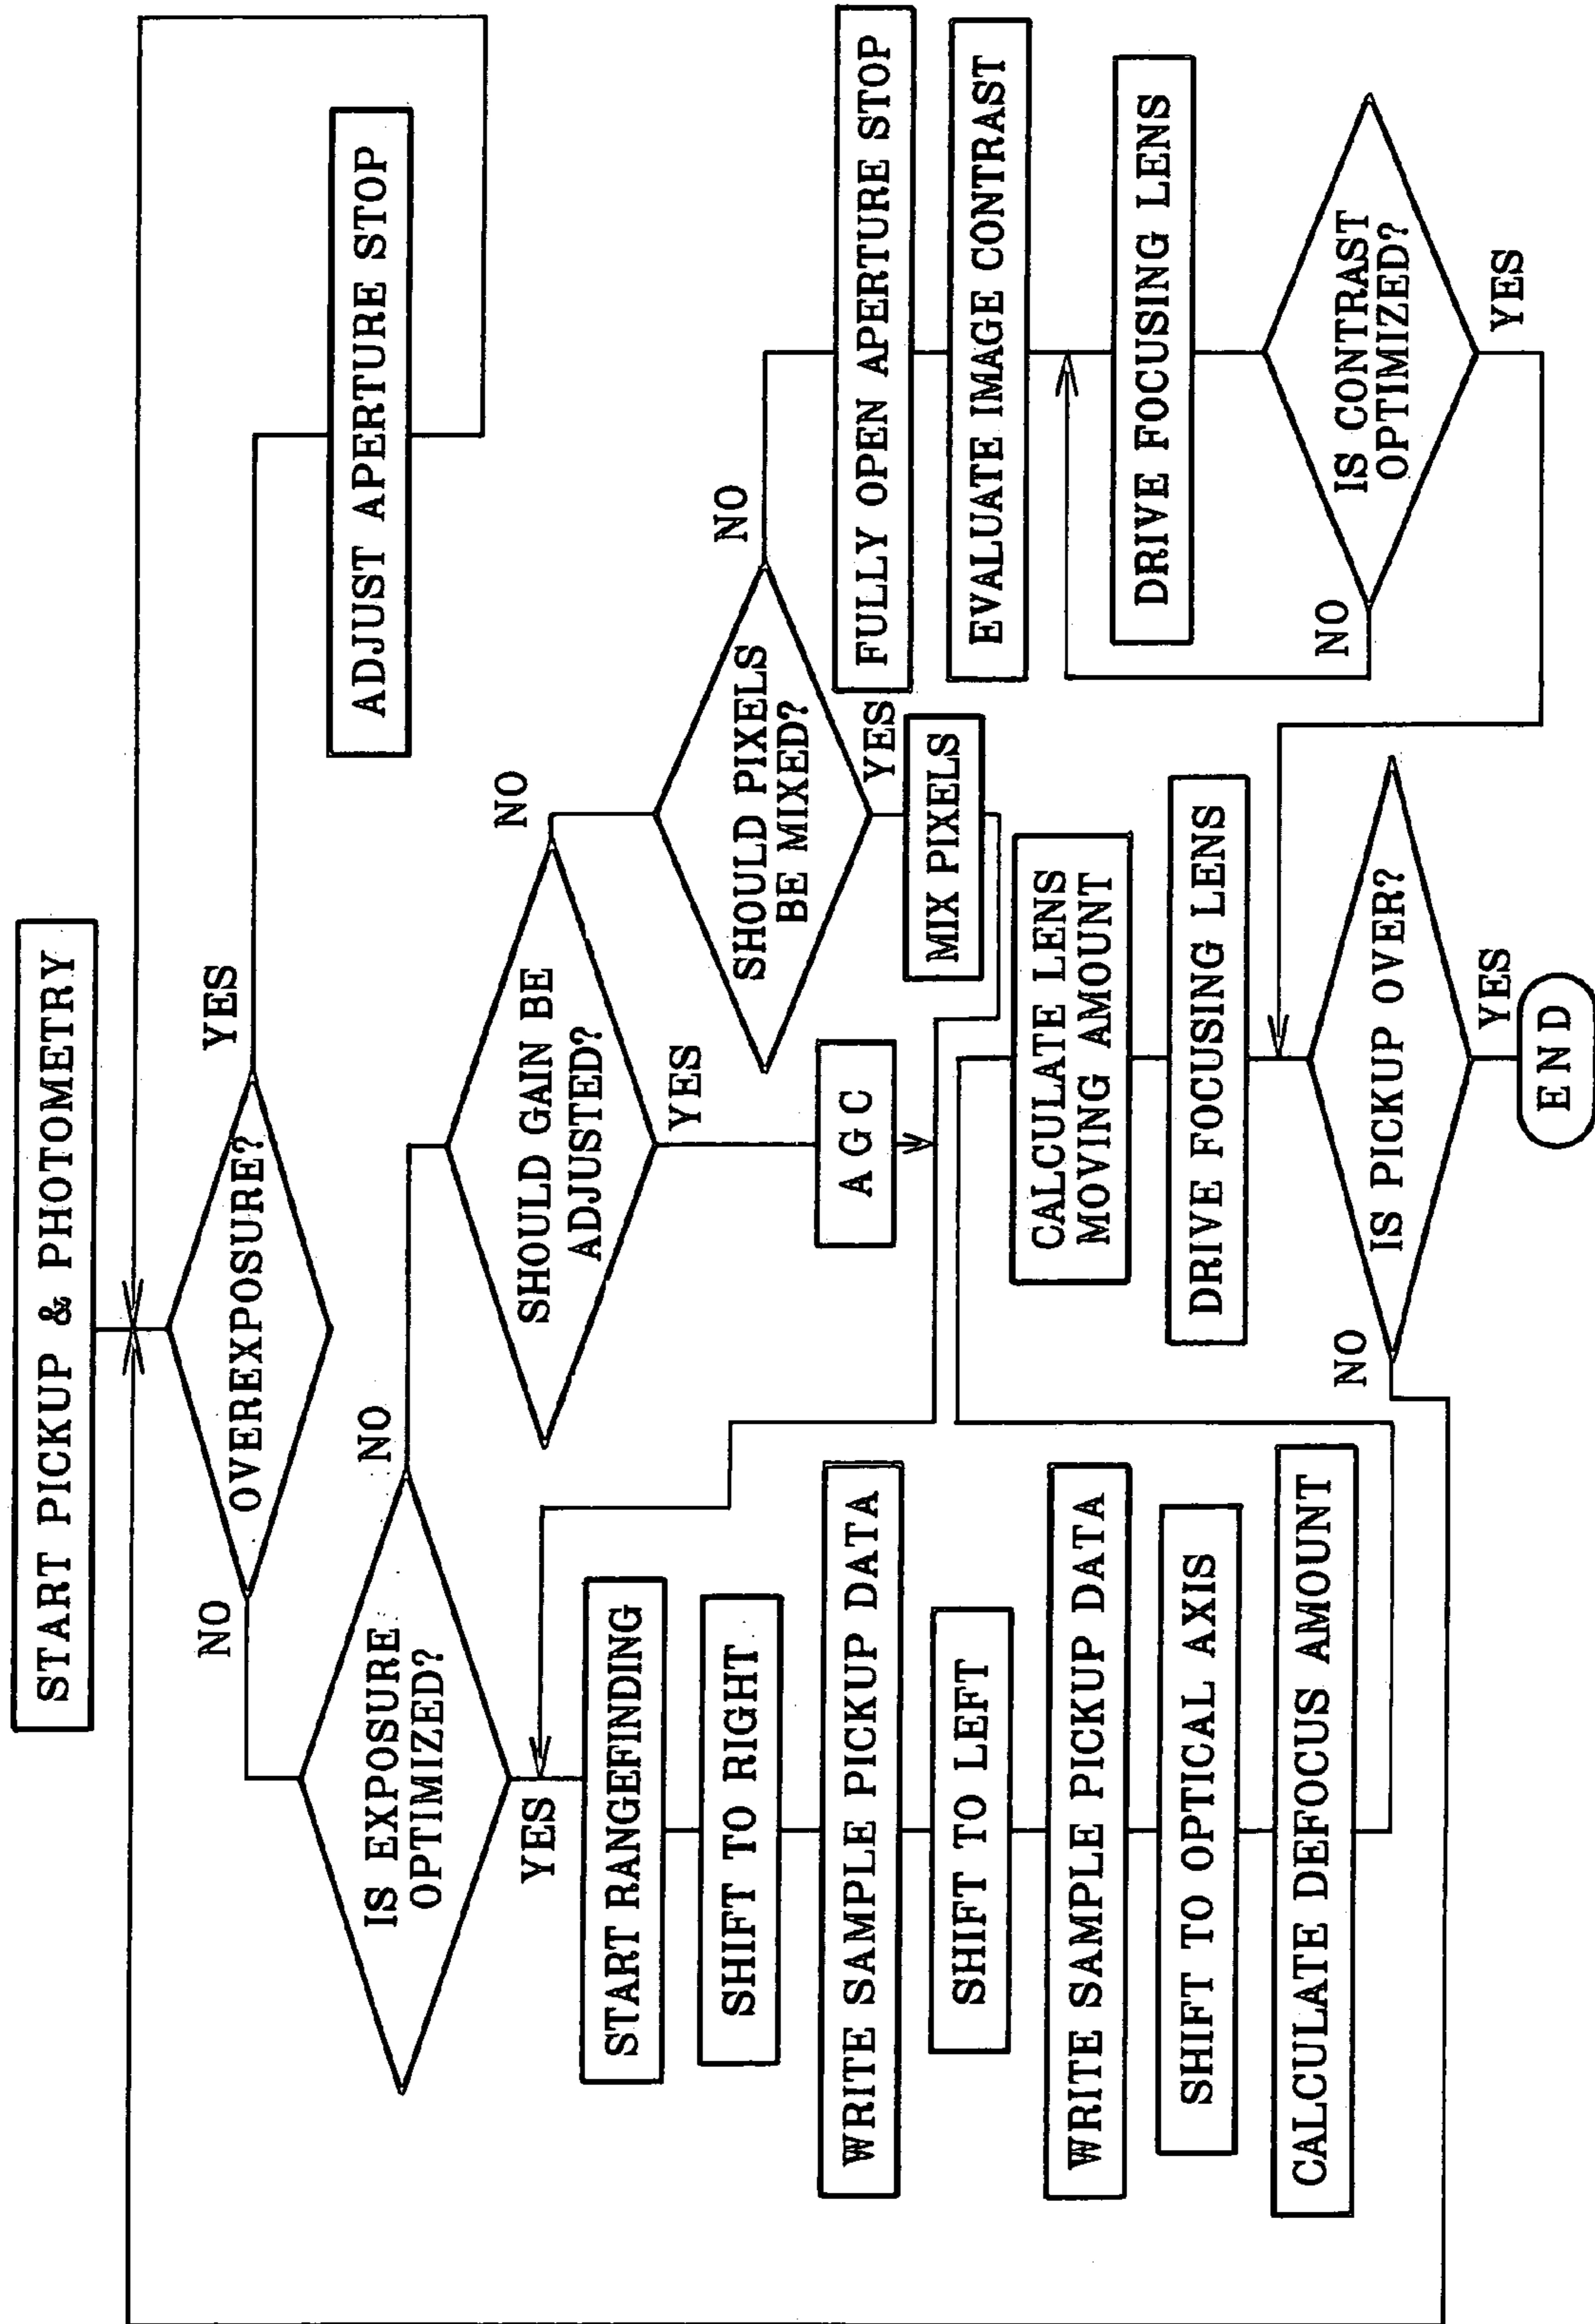 START PICKUP & PHOTOMETRY
OVEREXPOSURE?
YES
NO
ADJUST APERTURE STOP
IS EXPOSURE
OPTIMIZED?
NO
YES
SHOULD GAIN BE
ADJUSTED?
NO
YES
SHOULD PIXELS
BE MIXED?
NO
YES
AGC
MIX PIXELS
FULLY OPEN APERTURE STOP
EVALUATE IMAGE CONTRAST
DRIVE FOCUSING LENS
IS CONTRAST
OPTIMIZED?
NO
YES
START RANGEFINDING
SHIFT TO RIGHT
WRITE SAMPLE PICKUP DATA
SHIFT TO LEFT
WRITE SAMPLE PICKUP DATA
SHIFT TO OPTICAL AXIS
CALCULATE DEFOCUS AMOUNT
CALCULATE LENS
MOVING AMOUNT
DRIVE FOCUSING LENS
IS PICKUP OVER?
NO
YES
END